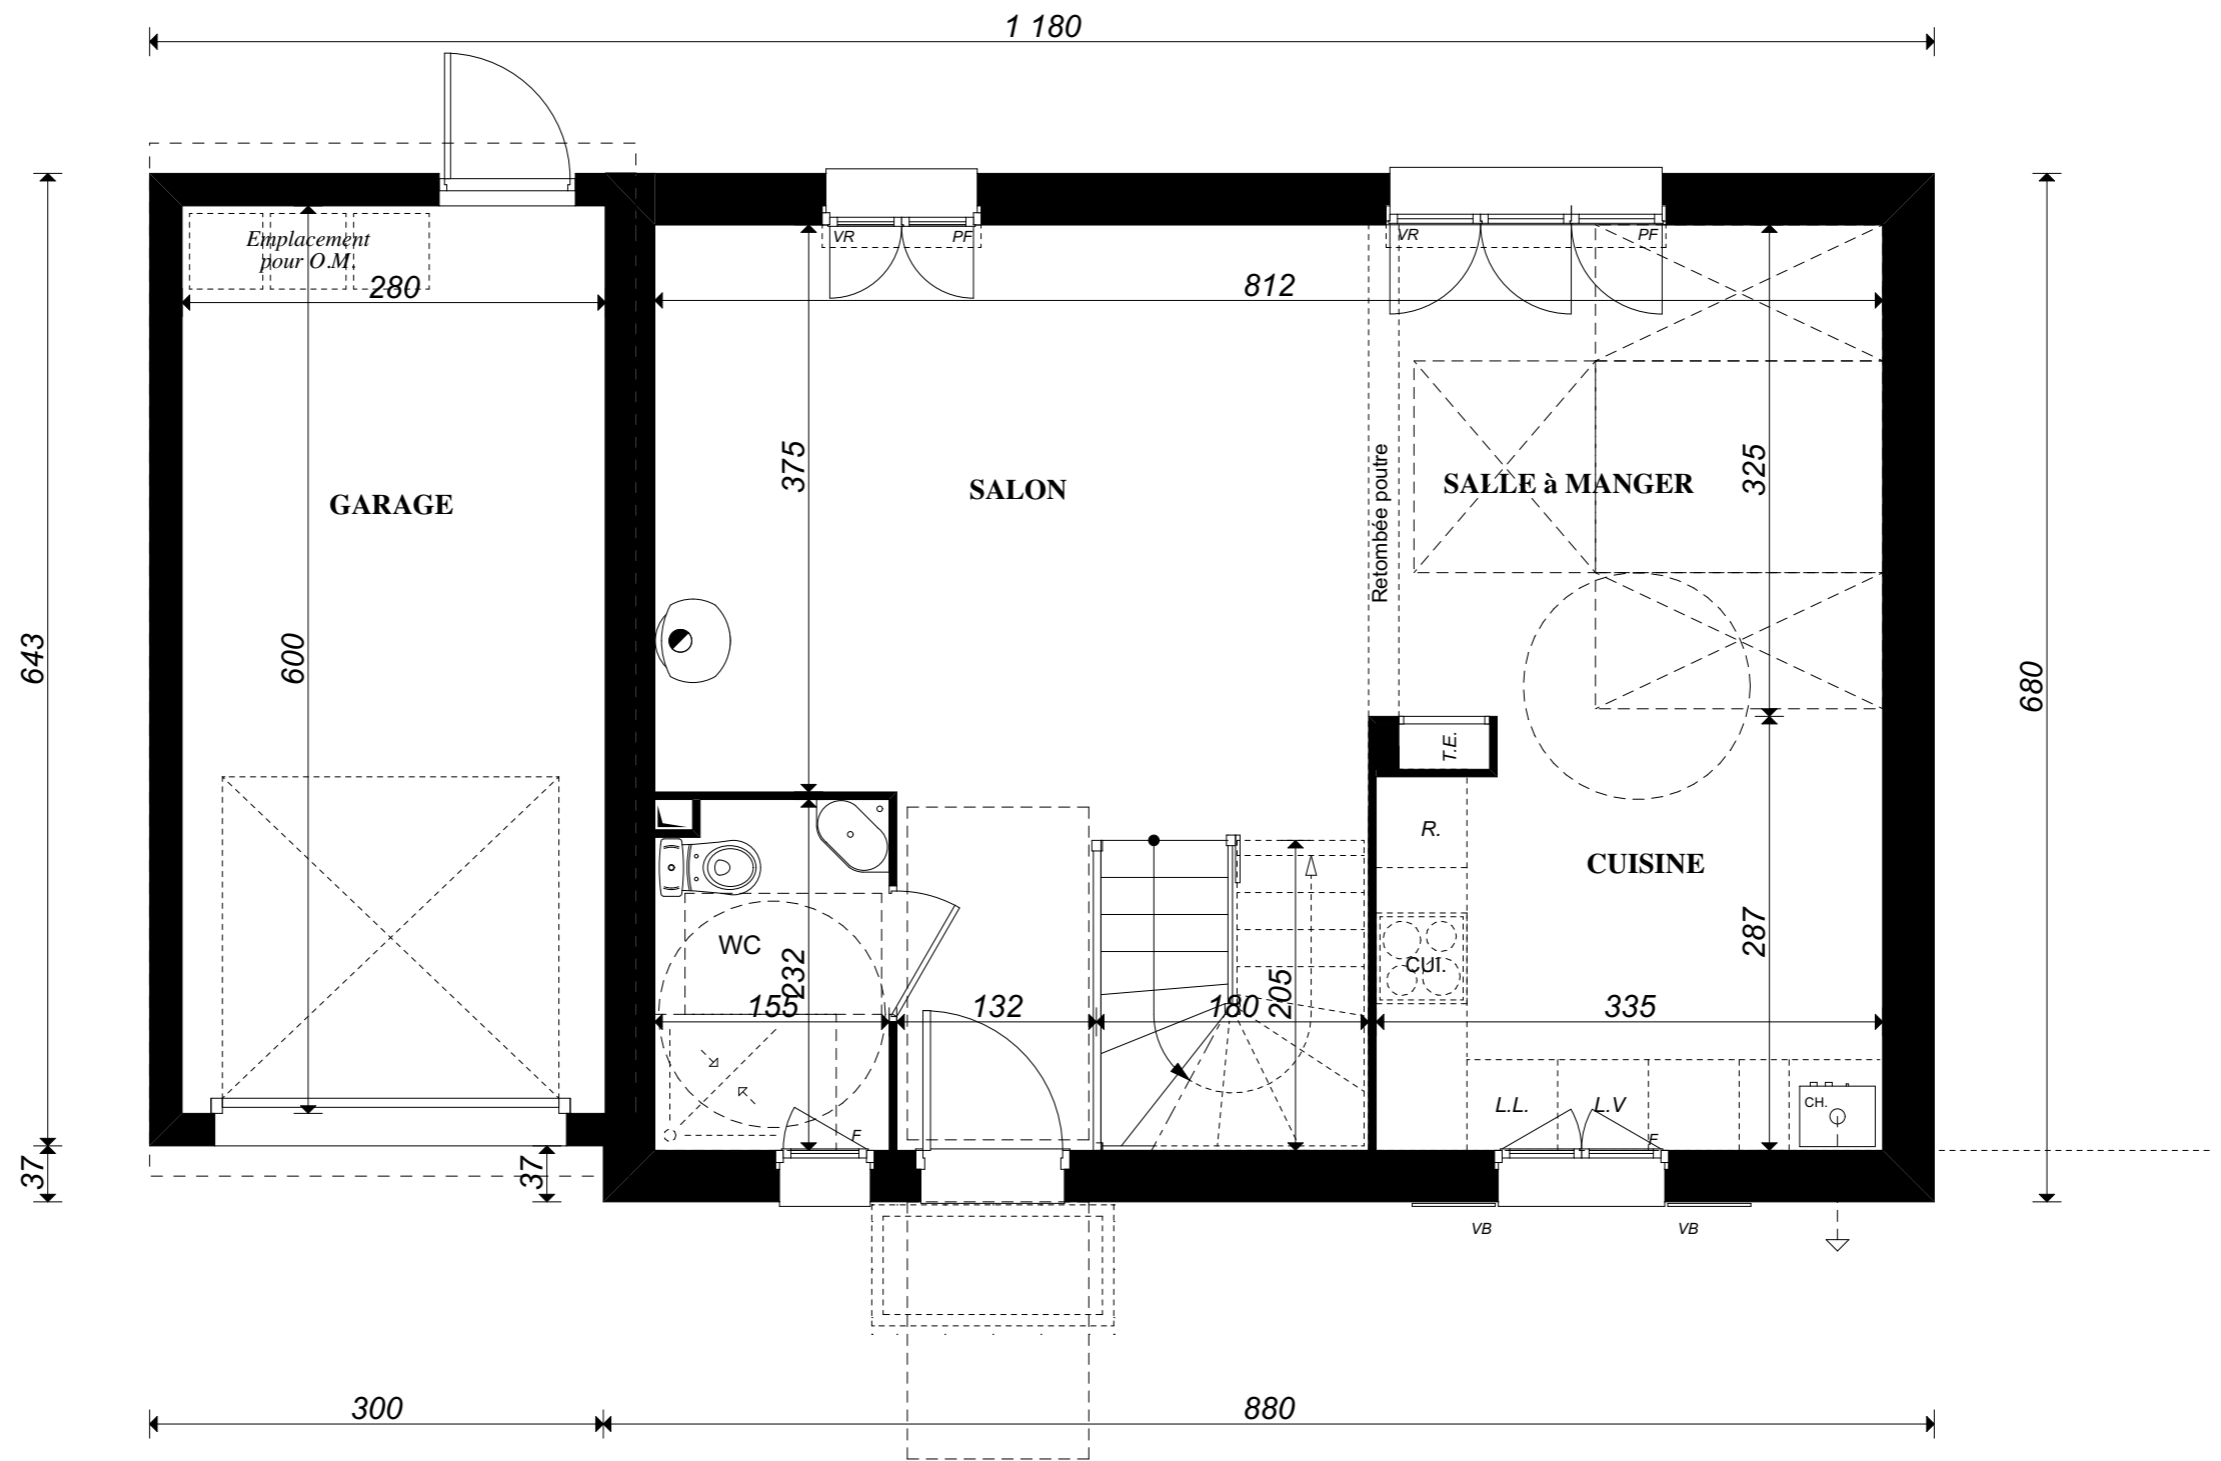 1 180
VR
PF
VR
PF
Emplacement
pour O.M.
280
812
375
325
Retombée poutre
SALON
SALLE à MANGER
GARAGE
643
600
680
T.E.
R.
CUISINE
WC
232
287
CUI.
155
132
180
205
335
L.L.
L.V
CH.
F
F
37
37
VB
VB
300
880